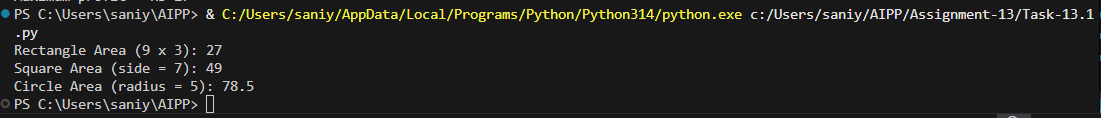 PS C:\Users\saniy\AIPP> & C:/Users/saniy/AppData/Local/Programs/Python/Python314/python.exe c:/Users/saniy/AIPP/Assignment-13/Task-13.1
.py
Rectangle Area (9 x 3): 27
Square Area (side = 7): 49
Circle Area (radius = 5): 78.5
PS C:\Users\saniy\AIPP>